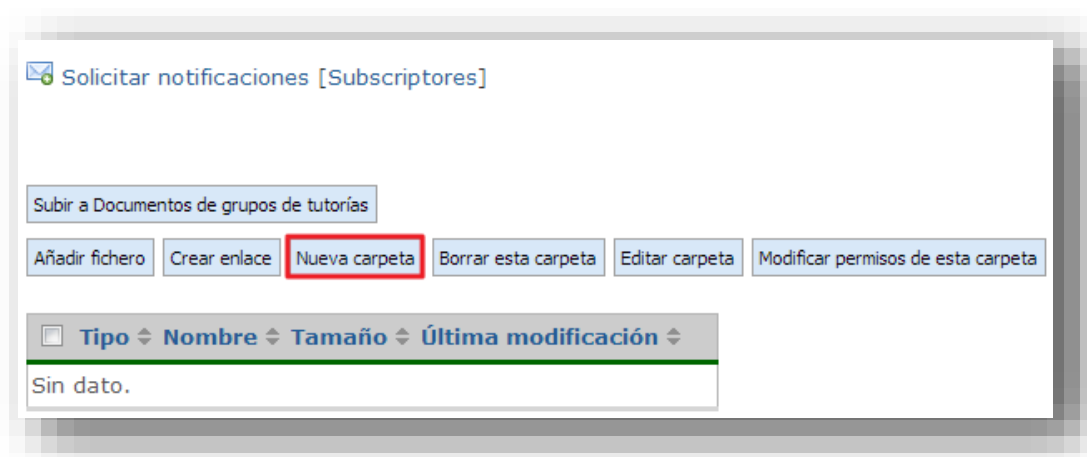 Solicitar notificaciones [Subscriptores]
Subir a Documentos de grupos de tutorías
Añadir fichero Crear enlace Nueva carpeta Borrar esta carpeta Editar carpeta Modificar permisos de esta carpeta
Tipo Nombre Tamaño Última modificación
Sin dato.